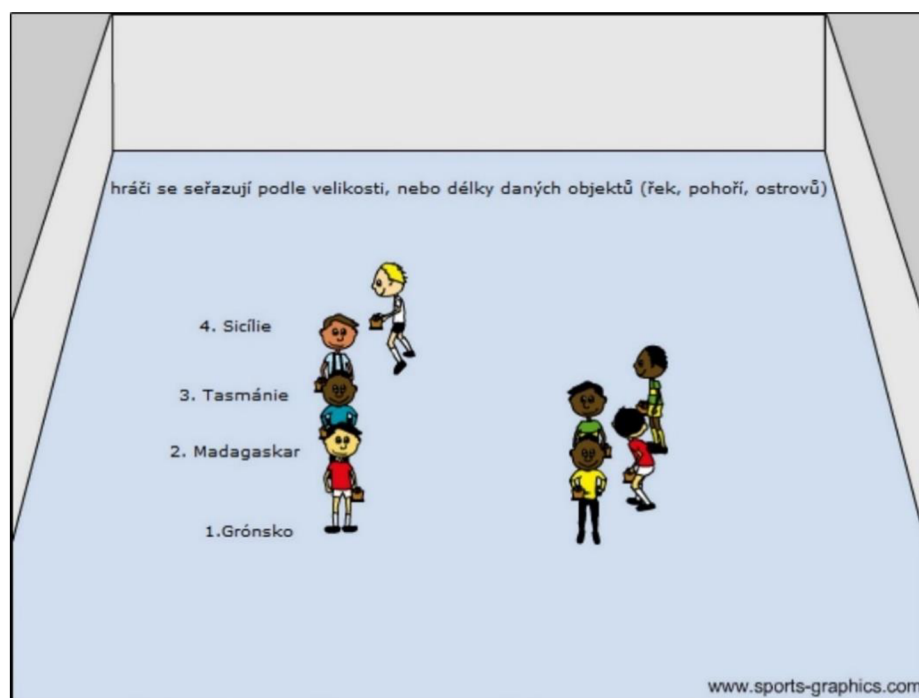 hráči se seřazují podle velikosti, nebo délky daných objektů (řek, pohoří, ostrovů)
4. Sicílie
3. Tasmánie
2. Madagaskar
1.Grónsko
www.sports-graphics.com